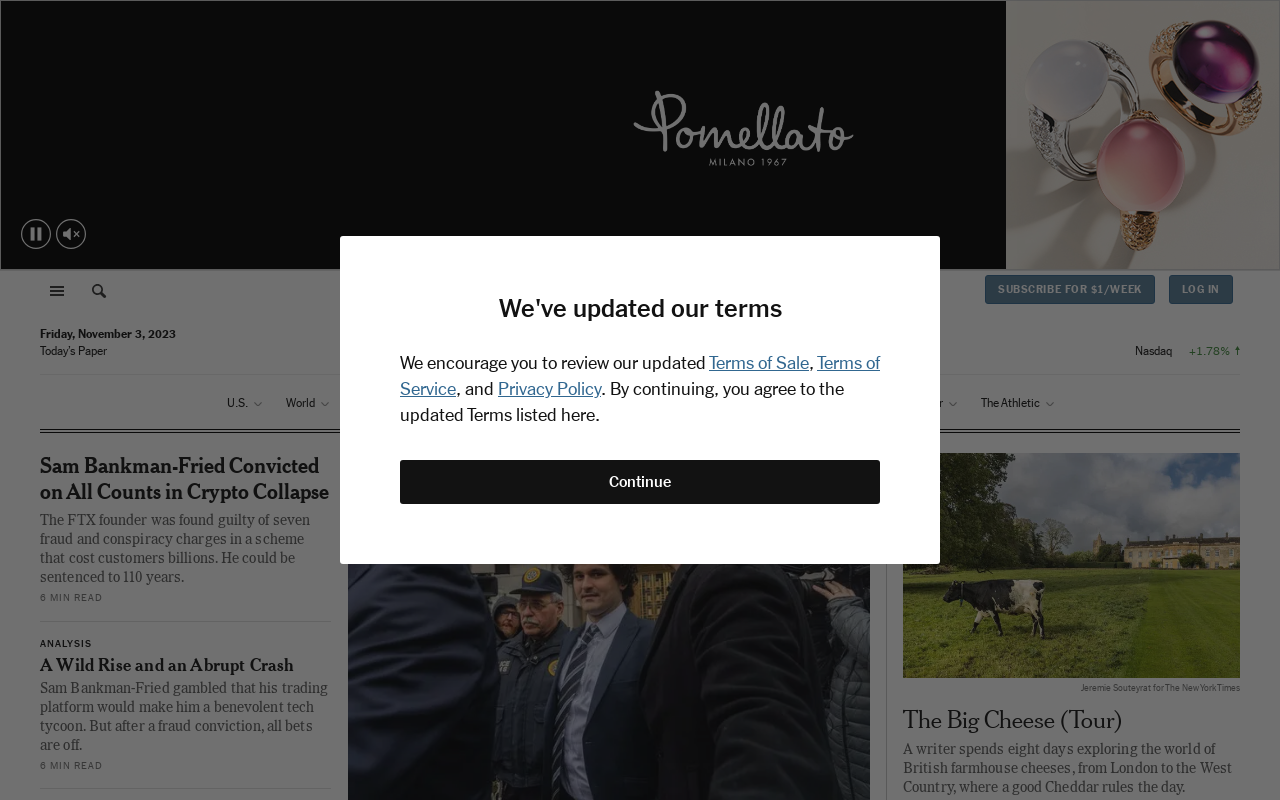 Pomellato
MILANO 1967
SUBSCRIBE FOR $1/WEEK
LOG IN
Friday, November 3, 2023
Today's Paper
Nasdaq +1.78% ↑
U.S.
World
The Athletic
We've updated our terms
We encourage you to review our updated Terms of Sale, Terms of
Service, and Privacy Policy. By continuing, you agree to the
updated Terms listed here.
Continue
Sam Bankman-Fried Convicted
on All Counts in Crypto Collapse
The FTX founder was found guilty of seven
fraud and conspiracy charges in a scheme
that cost customers billions. He could be
sentenced to 110 years.
6 MIN READ
ANALYSIS
A Wild Rise and an Abrupt Crash
Sam Bankman-Fried gambled that his trading
platform would make him a benevolent tech
tycoon. But after a fraud conviction, all bets
are off.
6 MIN READ
Jeremie Souteyrat for The New York Times
The Big Cheese (Tour)
A writer spends eight days exploring the world of
British farmhouse cheeses, from London to the West
Country, where a good Cheddar rules the day.